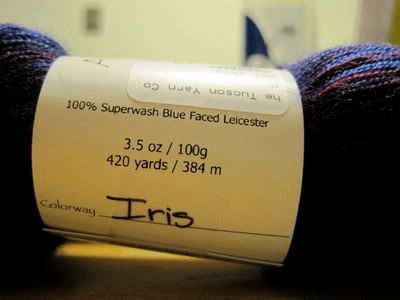 he Tucson Yarn Co.
100% Superwash Blue Faced Leicester
3.5 oz / 100g
420 yards / 384 m
Colorway Iris